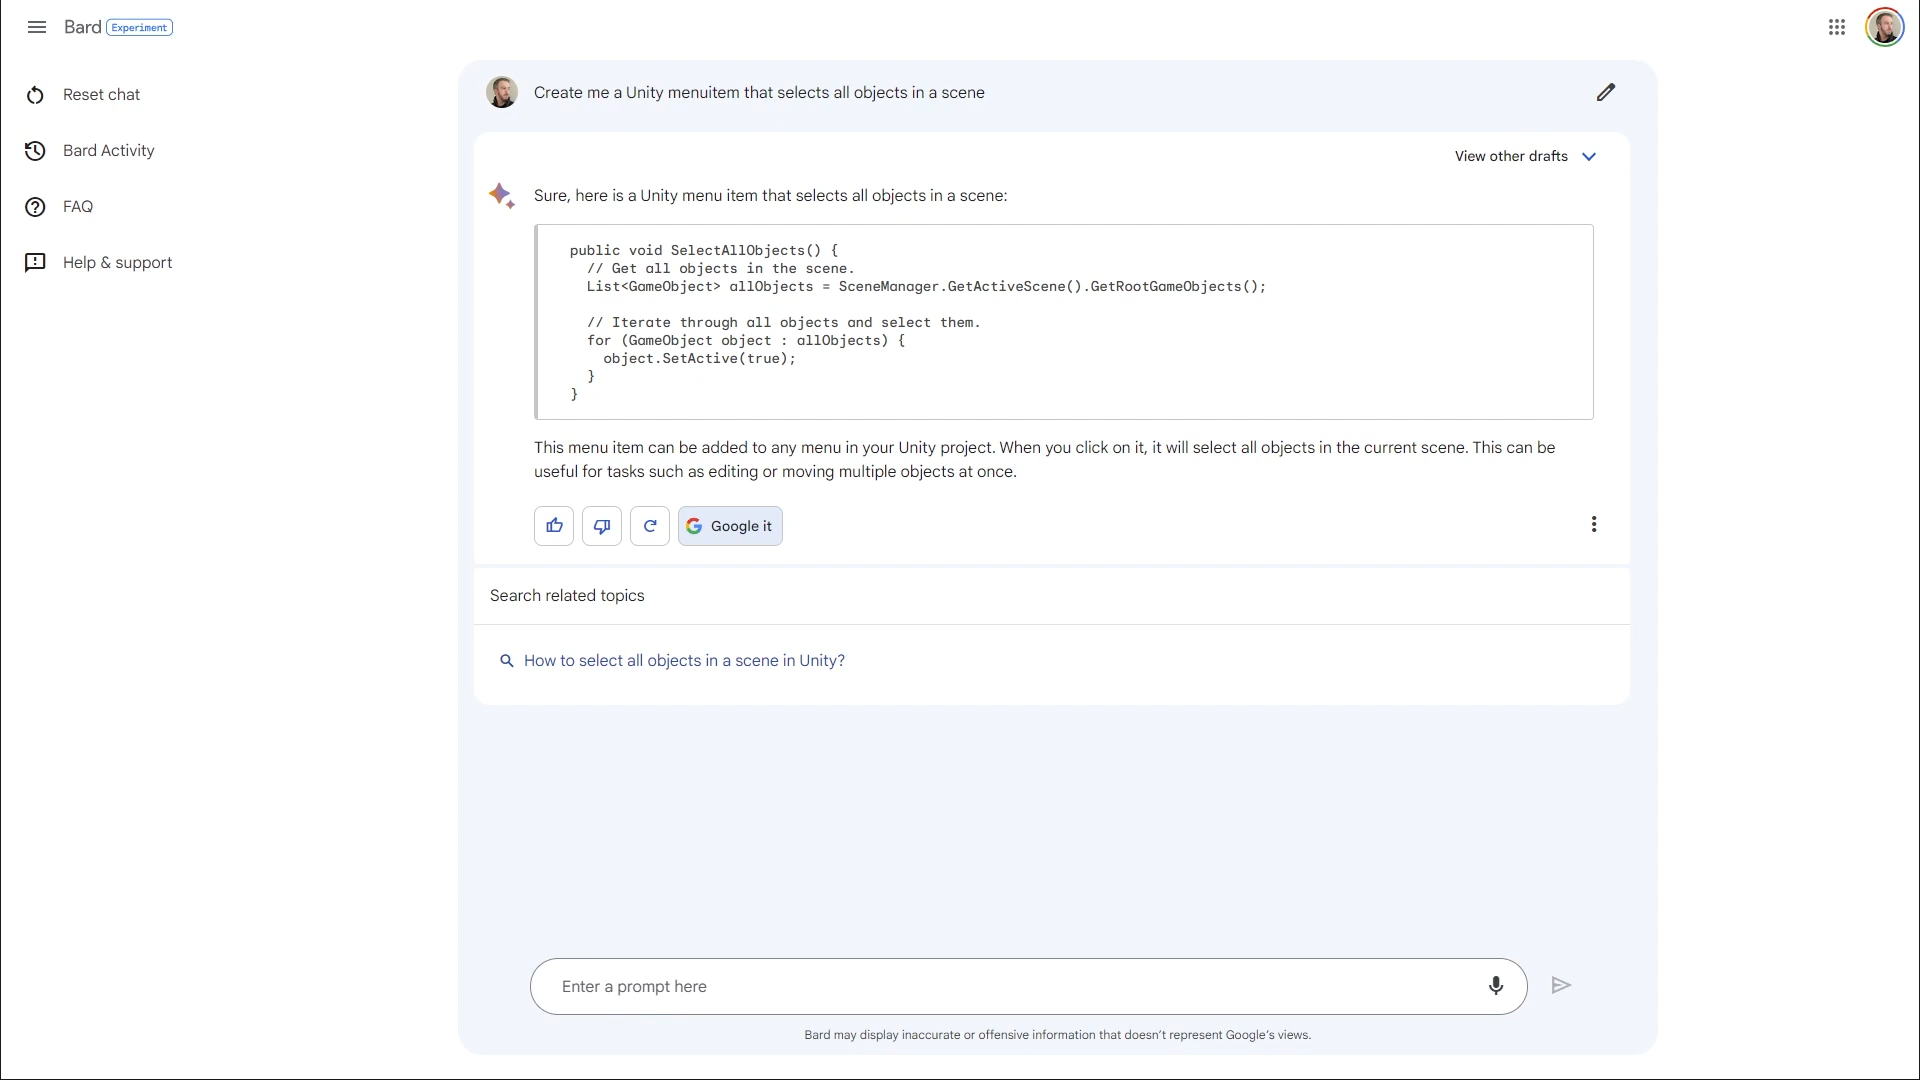 Bard Experiment
Reset chat
Bard Activity
FAQ
Help & support
Create me a Unity menuitem that selects all objects in a scene
View other drafts
Sure, here is a Unity menu item that selects all objects in a scene:
public void SelectAllObjects() {
// Get all objects in the scene.
List<GameObject> allObjects = SceneManager.GetActiveScene().GetRootGameObjects();
// Iterate through all objects and select them.
for (GameObject object : allObjects) {
object.SetActive(true);
}
}
This menu item can be added to any menu in your Unity project. When you click on it, it will select all objects in the current scene. This can be
useful for tasks such as editing or moving multiple objects at once.
Google it
Search related topics
How to select all objects in a scene in Unity?
Enter a prompt here
Bard may display inaccurate or offensive information that doesn't represent Google's views.